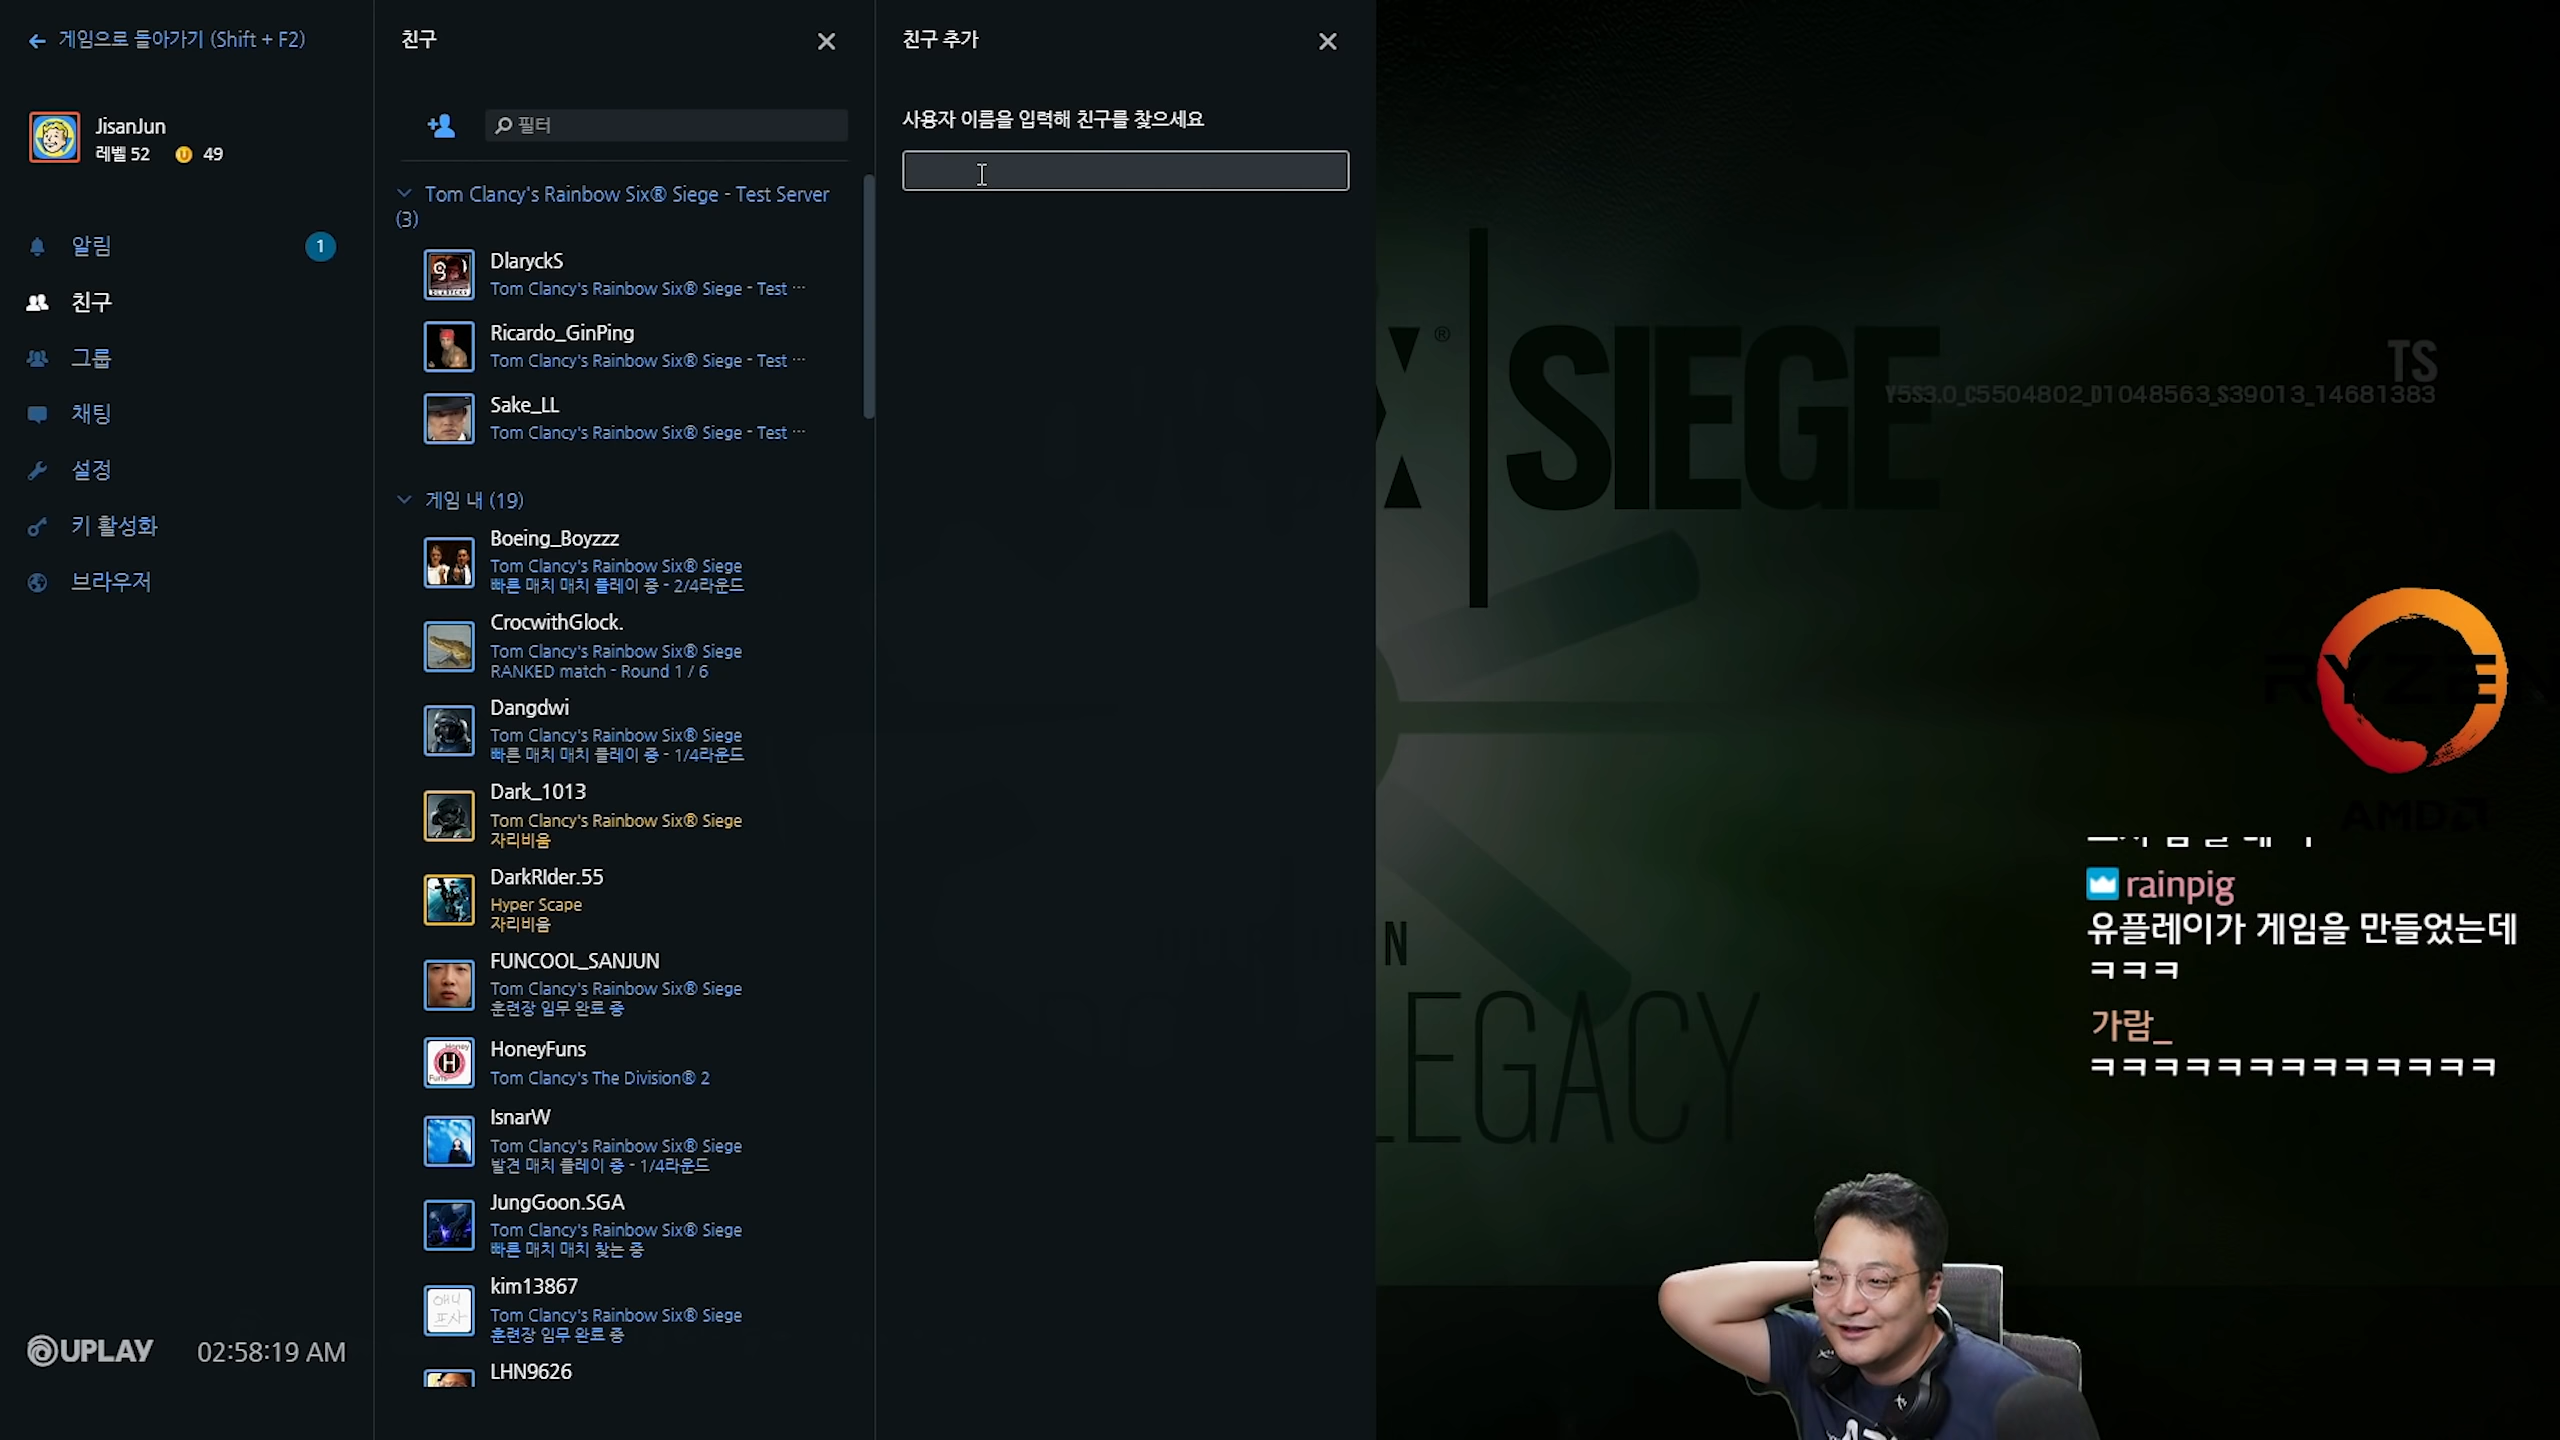 게임으로 돌아가기 (Shift + F2)
JisanJun
레벨 52 49
알림 1
친구
그룹
채팅
설정
키 활성화
브라우저
UPLAY 02:58:19 AM
친구
필터
Tom Clancy's Rainbow Six® Siege - Test Server
(3)
DlaryckS
Tom Clancy's Rainbow Six® Siege - Test ···
Ricardo_GinPing
Tom Clancy's Rainbow Six® Siege - Test ···
Sake_LL
Tom Clancy's Rainbow Six® Siege - Test ···
게임 내 (19)
Boeing_Boyzzz
Tom Clancy's Rainbow Six® Siege
빠른 매치 매치 플레이 중 - 2/4라운드
CrocwithGlock.
Tom Clancy's Rainbow Six® Siege
RANKED match - Round 1 / 6
Dangdwi
Tom Clancy's Rainbow Six® Siege
빠른 매치 매치 플레이 중 - 1/4라운드
Dark_1013
Tom Clancy's Rainbow Six® Siege
자리비움
DarkRIder.55
Hyper Scape
자리비움
FUNCOOL_SANJUN
Tom Clancy's Rainbow Six® Siege
훈련장 임무 완료 중
HoneyFuns
Tom Clancy's The Division® 2
IsnarW
Tom Clancy's Rainbow Six® Siege
발견 매치 플레이 중 - 1/4라운드
JungGoon.SGA
Tom Clancy's Rainbow Six® Siege
빠른 매치 매치 찾는 중
kim13867
Tom Clancy's Rainbow Six® Siege
훈련장 임무 완료 중
LHN9626
친구 추가
사용자 이름을 입력해 친구를 찾으세요
X® SIEGE
TS
Y5S3.0_C5504802_D1048563_S39013_14681383
N
LEGACY
RYZEN
AMD
rainpig
유플레이가 게임을 만들었는데
ㅋㅋㅋ
가람_
ㅋㅋㅋㅋㅋㅋㅋㅋㅋㅋㅋㅋㅋ